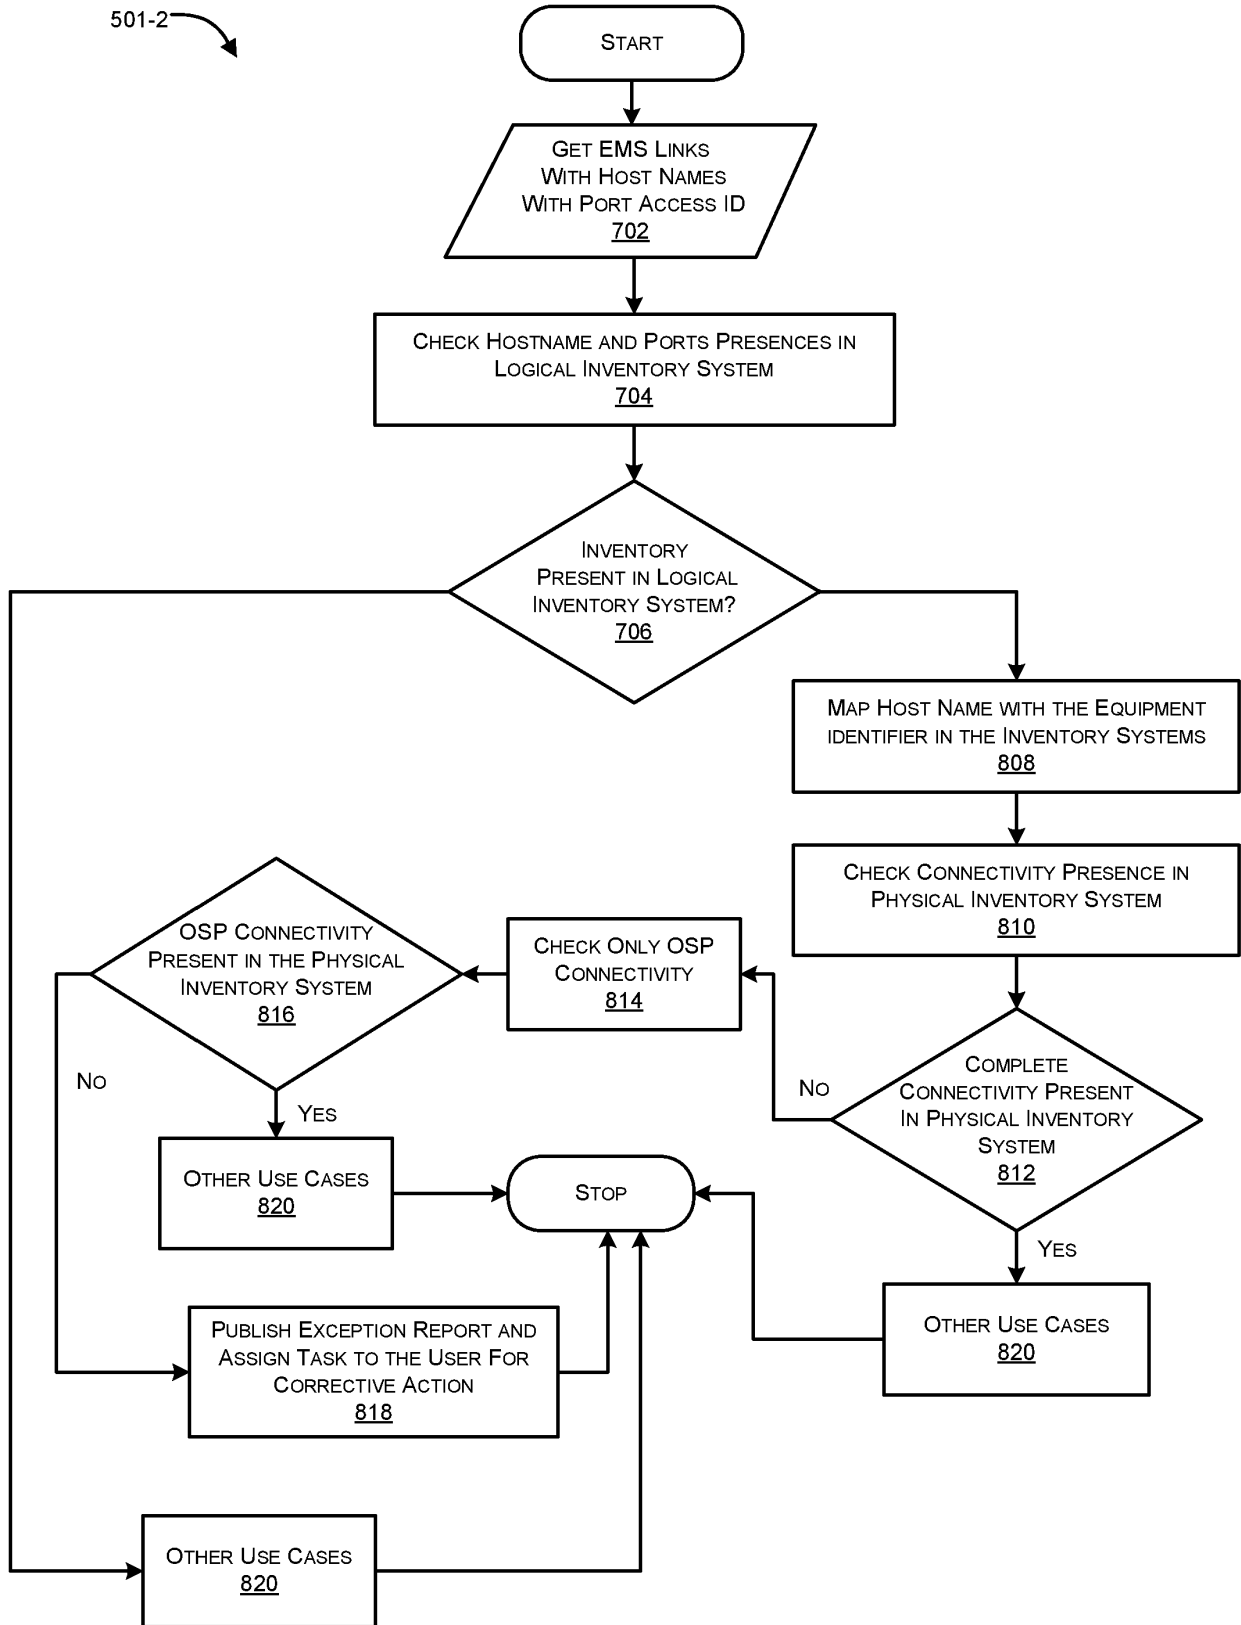 501-2
START
GET EMS LINKS
WITH HOST NAMES
WITH PORT ACCESS ID
702
CHECK HOSTNAME AND PORTS PRESENCES IN
LOGICAL INVENTORY SYSTEM
704
INVENTORY
PRESENT IN LOGICAL
INVENTORY SYSTEM?
706
MAP HOST NAME WITH THE EQUIPMENT
IDENTIFIER IN THE INVENTORY SYSTEMS
808
CHECK CONNECTIVITY PRESENCE IN
PHYSICAL INVENTORY SYSTEM
810
COMPLETE
CONNECTIVITY PRESENT
IN PHYSICAL INVENTORY
SYSTEM
812
NO
YES
CHECK ONLY OSP
CONNECTIVITY
814
OSP CONNECTIVITY
PRESENT IN THE PHYSICAL
INVENTORY SYSTEM
816
NO
YES
OTHER USE CASES
820
STOP
OTHER USE CASES
820
PUBLISH EXCEPTION REPORT AND
ASSIGN TASK TO THE USER FOR
CORRECTIVE ACTION
818
OTHER USE CASES
820